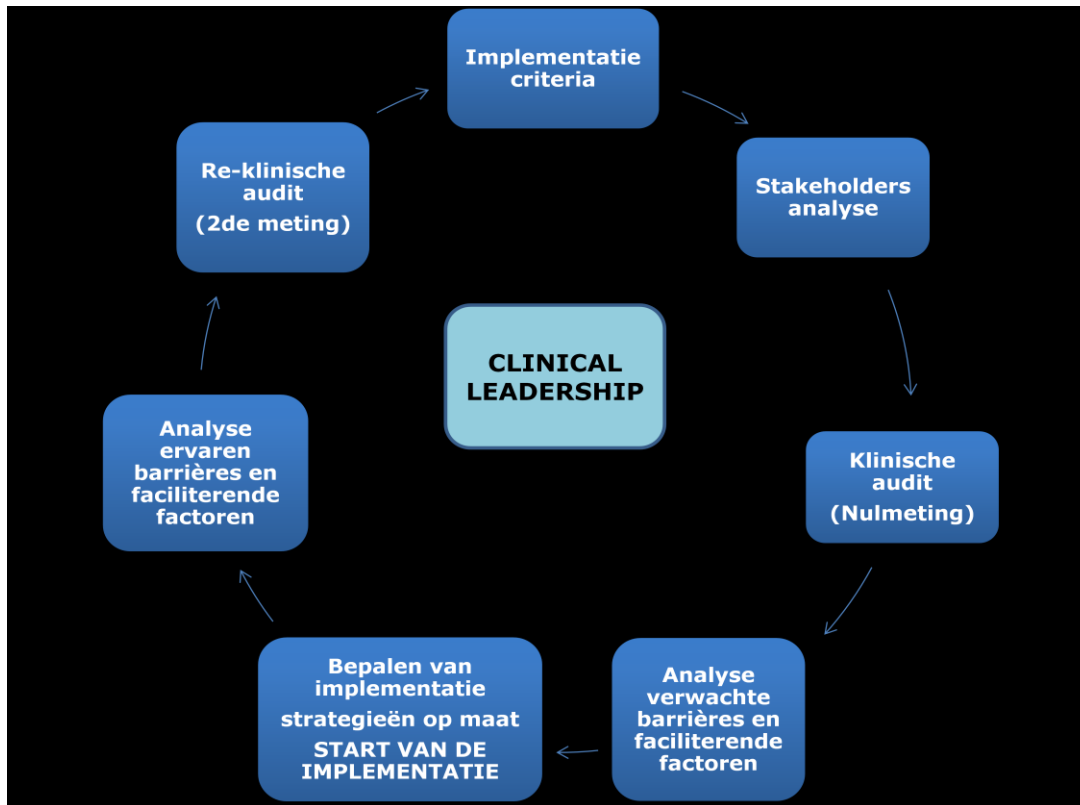 Implementatie
criteria
Stakeholders
analyse
Klinische
audit
(Nulmeting)
Analyse
verwachte
barrières en
faciliterende
factoren
Bepalen van
implementatie
strategieën op maat
START VAN DE
IMPLEMENTATIE
Analyse
ervaren
barrières en
faciliterende
factoren
Re-klinische
audit
(2de meting)
CLINICAL
LEADERSHIP